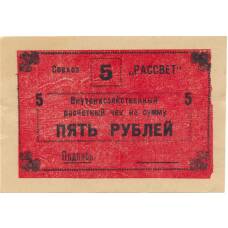 Совхоз 5 „РАССВЕТ"
5 Внутрихозяйственный 5
расчетный чек на сумму
ПЯТЬ РУБЛЕЙ
Подпись